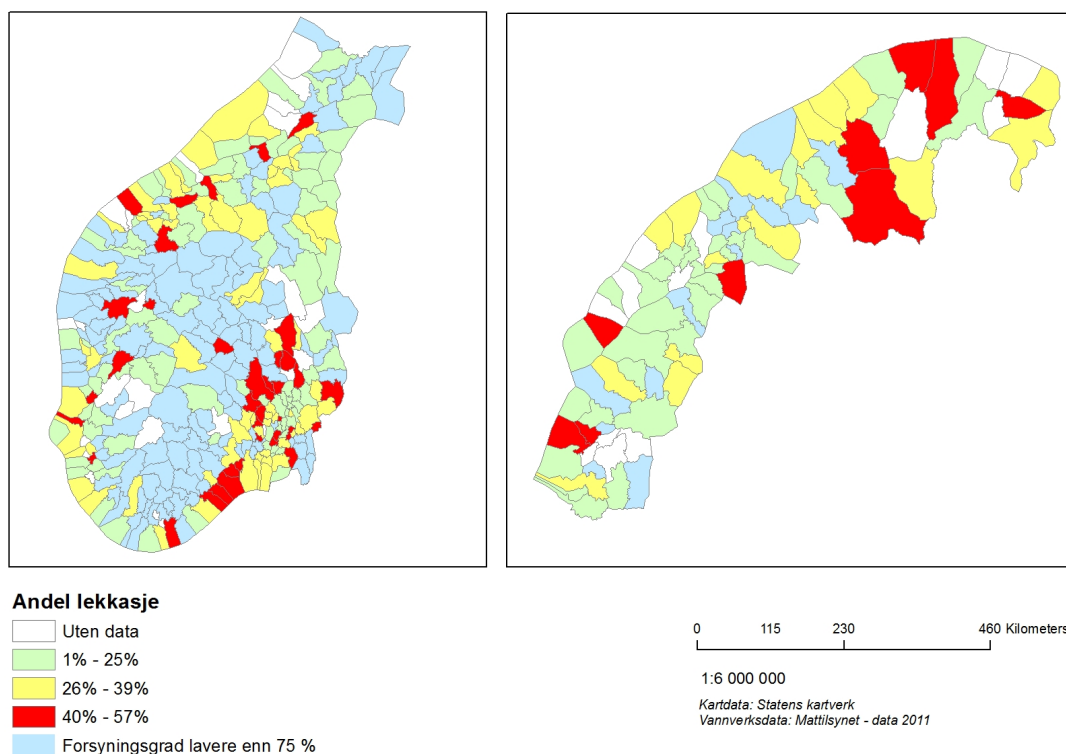 Andel lekkasje
Uten data
1% - 25%
26% - 39%
40% - 57%
Forsyningsgrad lavere enn 75 %
0 115 230 460 Kilometers
1:6 000 000
Kartdata: Statens kartverk
Vannverksdata: Mattilsynet - data 2011